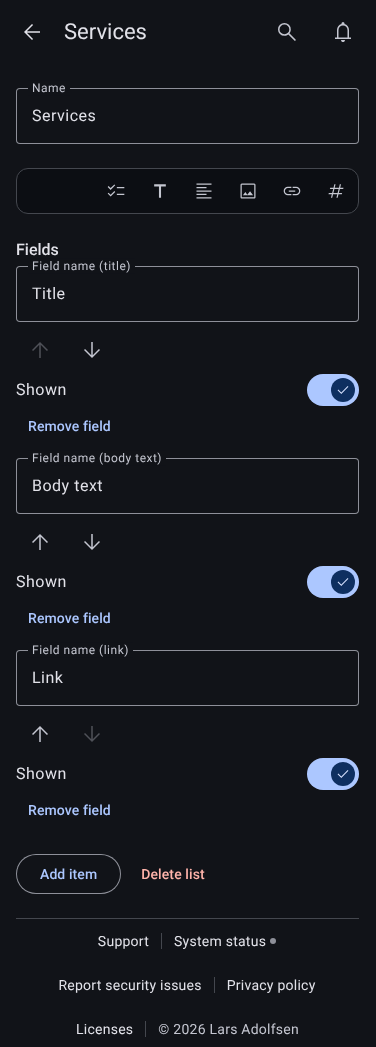 Services
Name
Services
Fields
Field name (title)
Title
Shown
Remove field
Field name (body text)
Body text
Shown
Remove field
Field name (link)
Link
Shown
Remove field
Add item Delete list
Support System status
Report security issues Privacy policy
Licenses © 2026 Lars Adolfsen